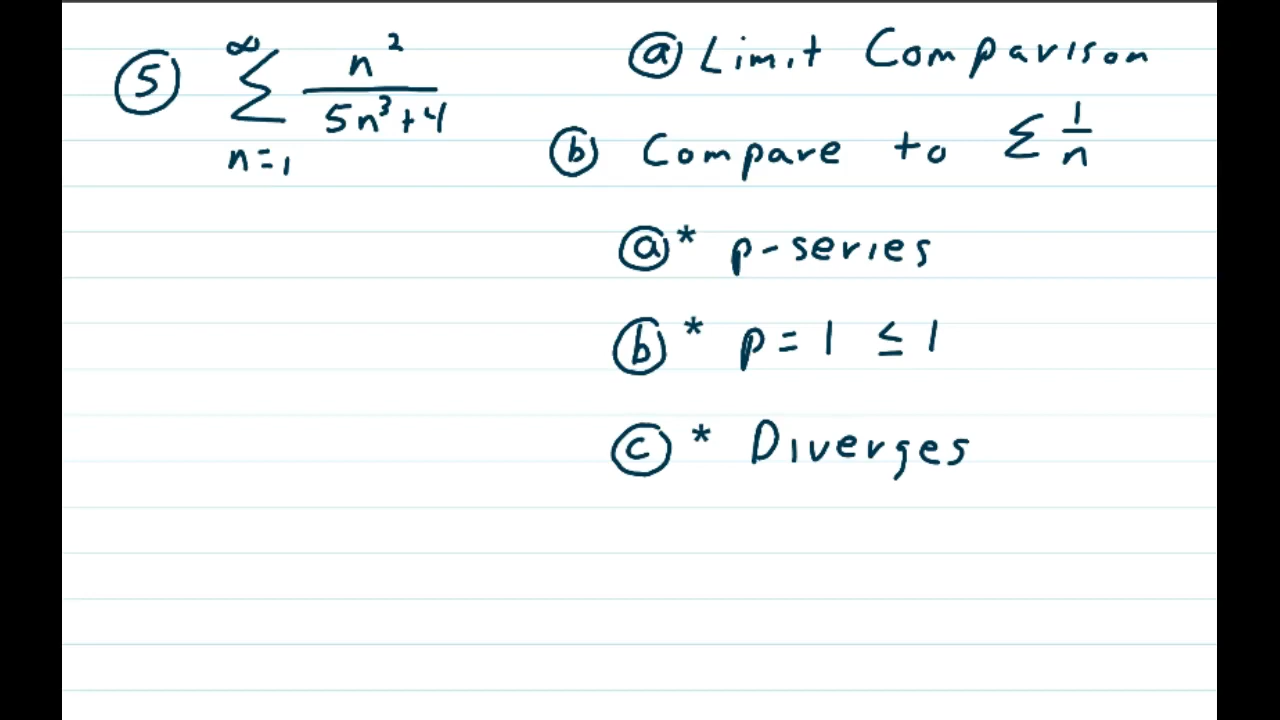 ⑤ ∞ ∑ n=1 n² / 5n³+4
ⓐ Limit Comparison
ⓑ Compare to Σ 1/n
ⓐ* p-series
ⓑ* p = 1 ≤ 1
ⓒ* Diverges